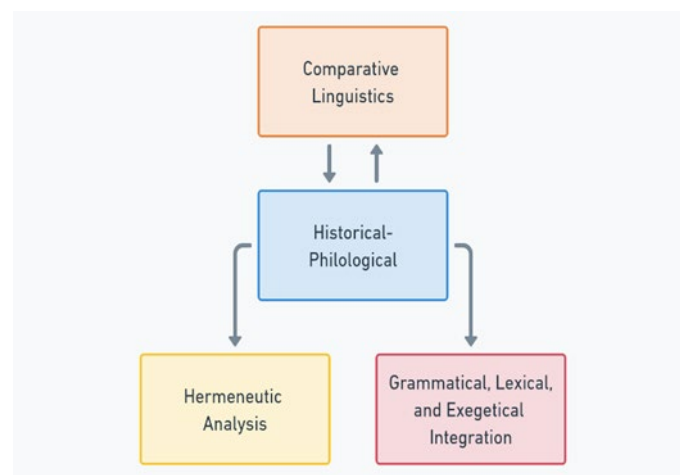 Comparative
Linguistics
Historical-
Philological
Hermeneutic
Analysis
Grammatical, Lexical,
and Exegetical
Integration